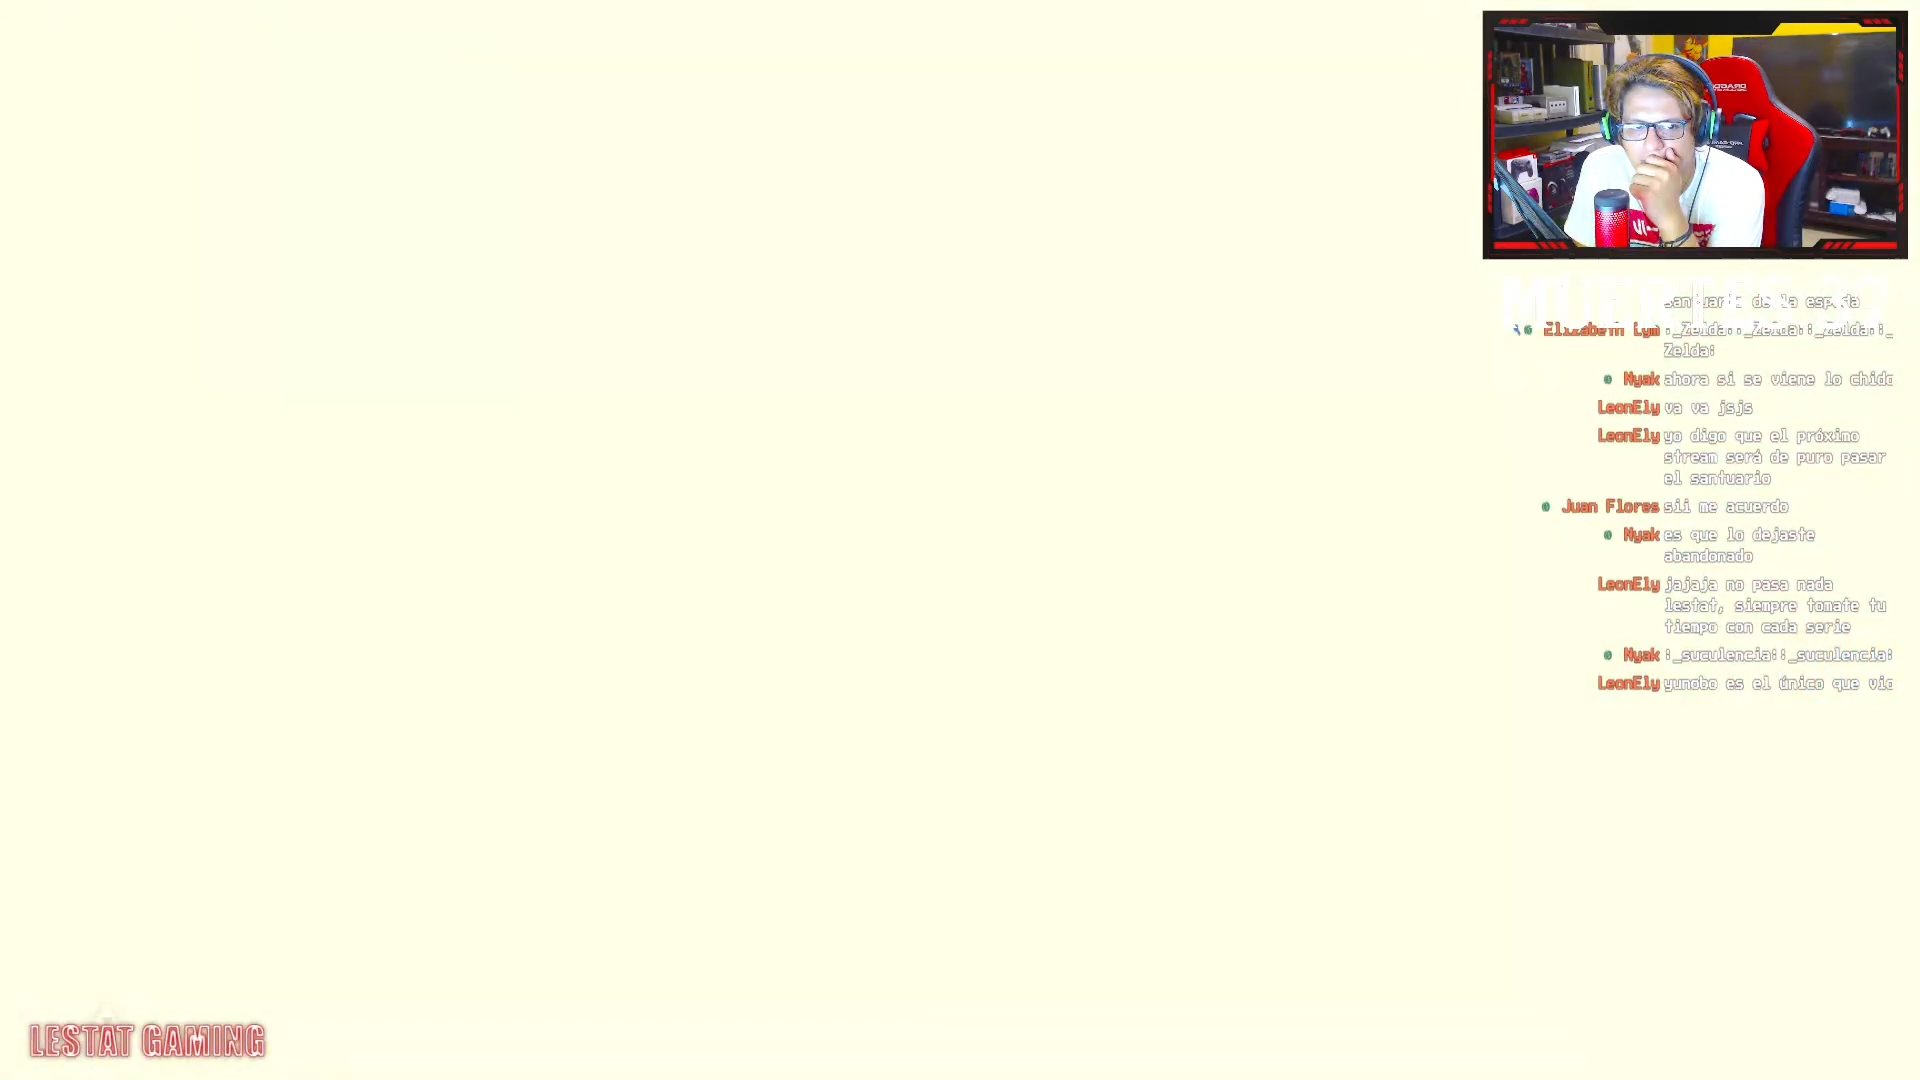 MUERTES:
santuario de la espada
Elizabeth Lym :_Zelda::_Zelda::_Zelda::_
Zelda:
Nyak ahora si se viene lo chido
LeonEly va va jsjs
LeonEly yo digo que el próximo
stream será de puro pasar
el santuario
Juan Flores sii me acuerdo
Nyak es que lo dejaste
abandonado
LeonEly jajaja no pasa nada
lestat, siempre tomate tu
tiempo con cada serie
Nyak :_suculencia::_suculencia:
LeonEly yunobo es el único que vio
LESTAT GAMING